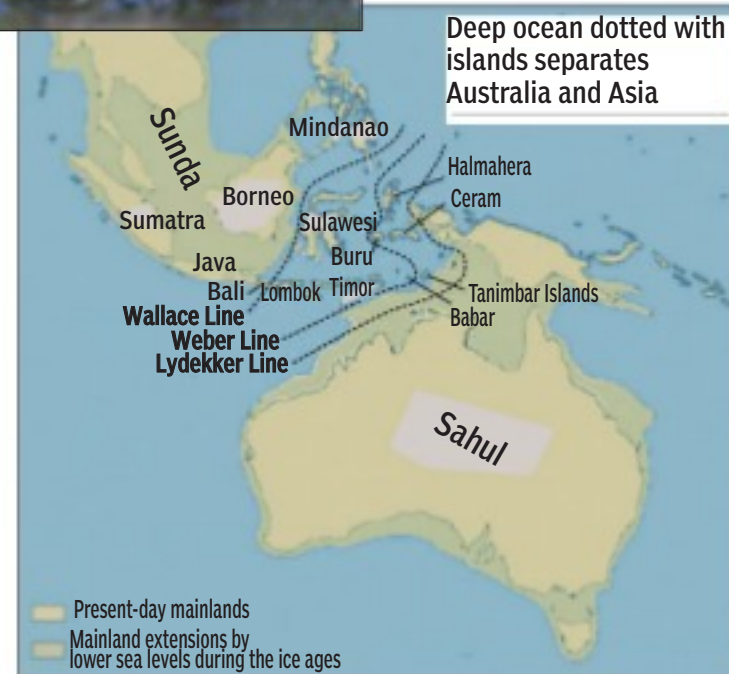 Deep ocean dotted with
islands separates
Australia and Asia
Mindanao
Sunda
Halmahera
Borneo
Ceram
Sumatra
Sulawesi
Java
Buru
Bali
Lombok
Timor
Tanimbar Islands
Wallace Line
Babar
Weber Line
Lydekker Line
Sahul
Present-day mainlands
Mainland extensions by
lower sea levels during the ice ages